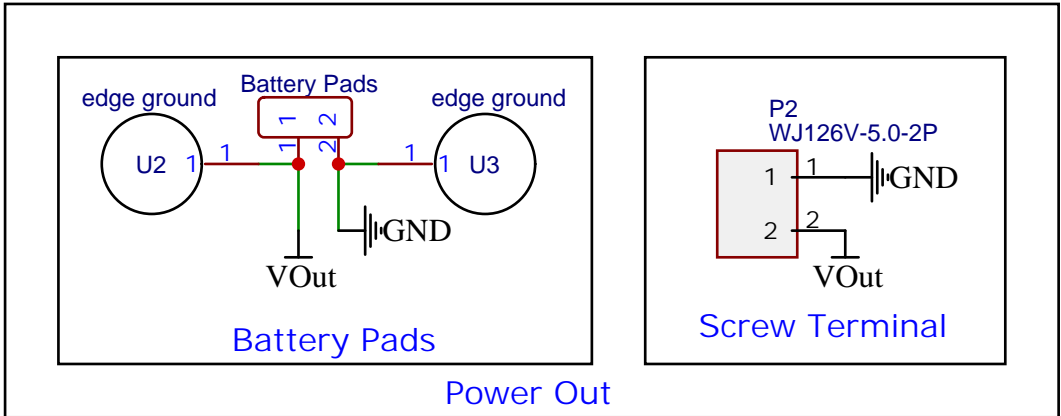 Battery Pads
edge ground
edge ground
1 2
1 2
U2 1 1
1 1 U3
GND
VOut
Battery Pads
P2
WJ126V-5.0-2P
1 1
GND
2 2
VOut
Screw Terminal
Power Out